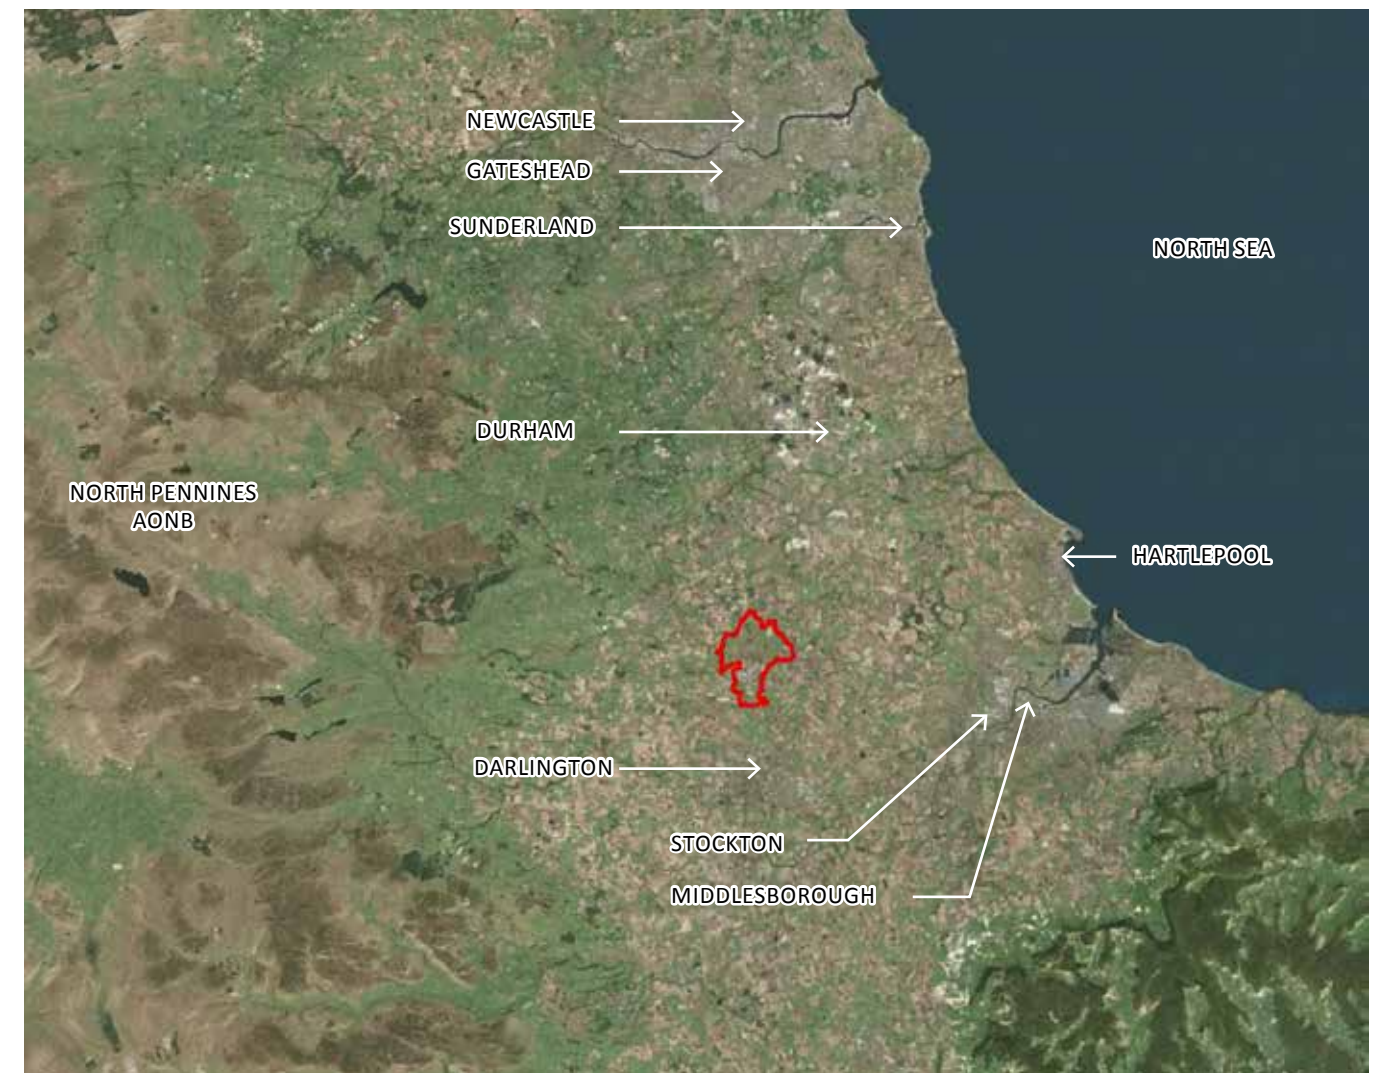 NEWCASTLE
GATESHEAD
SUNDERLAND
NORTH SEA
DURHAM
NORTH PENNINES
AONB
HARTLEPOOL
DARLINGTON
STOCKTON
MIDDLESBOROUGH